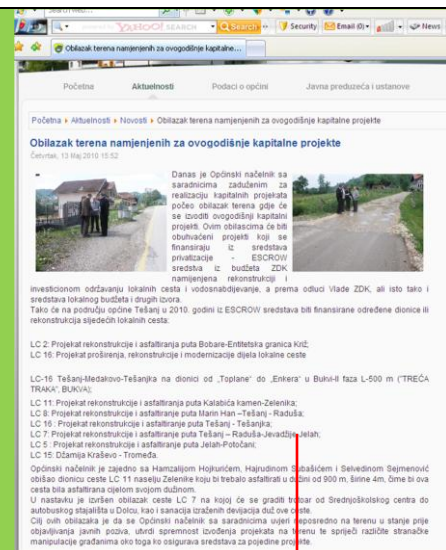 powered by YAHOO! SEARCH
Search
Security
Email (0)
News
Obilazak terena namjenjenih za ovogodišnje kapitalne...
Početna Aktuelnosti Podaci o općini Javna preduzeća i ustanove
Početna Aktuelnosti Novosti Obilazak terena namjenjenih za ovogodišnje kapitalne projekte
Obilazak terena namjenjenih za ovogodišnje kapitalne projekte
Četvrtak, 13 Maj 2010 15:52
Danas je Općinski načelnik sa
saradnicima zaduženim za
realizaciju kapitalnih projekata
počeo obilazak terena gdje će
se izvoditi ovogodišnji kapitalni
projekti. Ovim obilascima će biti
obuhvaćeni projekti koji se
finansiraju iz sredstava
privatizacije - ESCROW
sredstva iz budžeta ZDK
namijenjena rekonstrukciji i
investicionom održavanju lokalnih cesta i vodosnabdijevanje, a prema odluci Vlade ZDK, ali isto tako i
sredstava lokalnog budžeta i drugih izvora.
Tako će na području općine Tešanj u 2010. godini iz ESCROW sredstava biti finansirane određene dionice ili
rekonstrukcija sljedećih lokalnih cesta:
LC 2: Projekat rekonstrukcije i asfaltiranja puta Bobare-Entitetska granica Križ;
LC 16: Projekat proširenja, rekonstrukcije i modernizacije dijela lokalne ceste
LC-16 Tešanj-Medakovo-Tešanjka na dionici od „Toplane“ do „Enkera“ u Bukvi-II faza L-500 m ("TREĆA
TRAKA", BUKVA);
LC 11: Projekat rekonstrukcije i asfaltiranje puta Kalabića kamen-Zelenika;
LC 8: Projekat rekonstrukcije i asfaltiranje puta Marin Han –Tešanj - Raduša;
LC 16 : Projekat rekonstrukcije i asfaltiranje puta Tešanj - Tešanjka;
LC 7: Projekat rekonstrukcije i asfaltiranje puta Tešanj – Raduša-Jevadžije-Jelah;
LC 5 : Projekat rekonstrukcije i asfaltiranja puta Jelah-Potočani;
LC 15: Džamija Kraševo - Tromeđa.
Općinski načelnik je zajedno sa Hamzalijom Hojkurićem, Hajrudinom Subašićem i Selvedinom Sejmenović
obišao dionicu ceste LC 11 naselju Zelenike koju bi trebalo asfaltirati u dužini od 900 m, širine 4m, čime bi ova
cesta bila asfaltirana cijelom svojom dužinom.
U nastavku je izvršen obilazak ceste LC 7 na kojoj će se graditi trotoar od Srednjoškolskog centra do
autobuskog stajališta u Dolcu, kao i sanacija izraženih devijacija duž ove ceste.
Cilj ovih obilazaka je da se Općinski načelnik sa saradnicima uvjeri neposredno na terenu u stanje prije
objavljivanja javnih poziva, utvrdi spremnost izvođenja projekata na terenu te spriječi različite stranačke
manipulacije građanima oko toga ko osigurava sredstava za pojedine projekte.